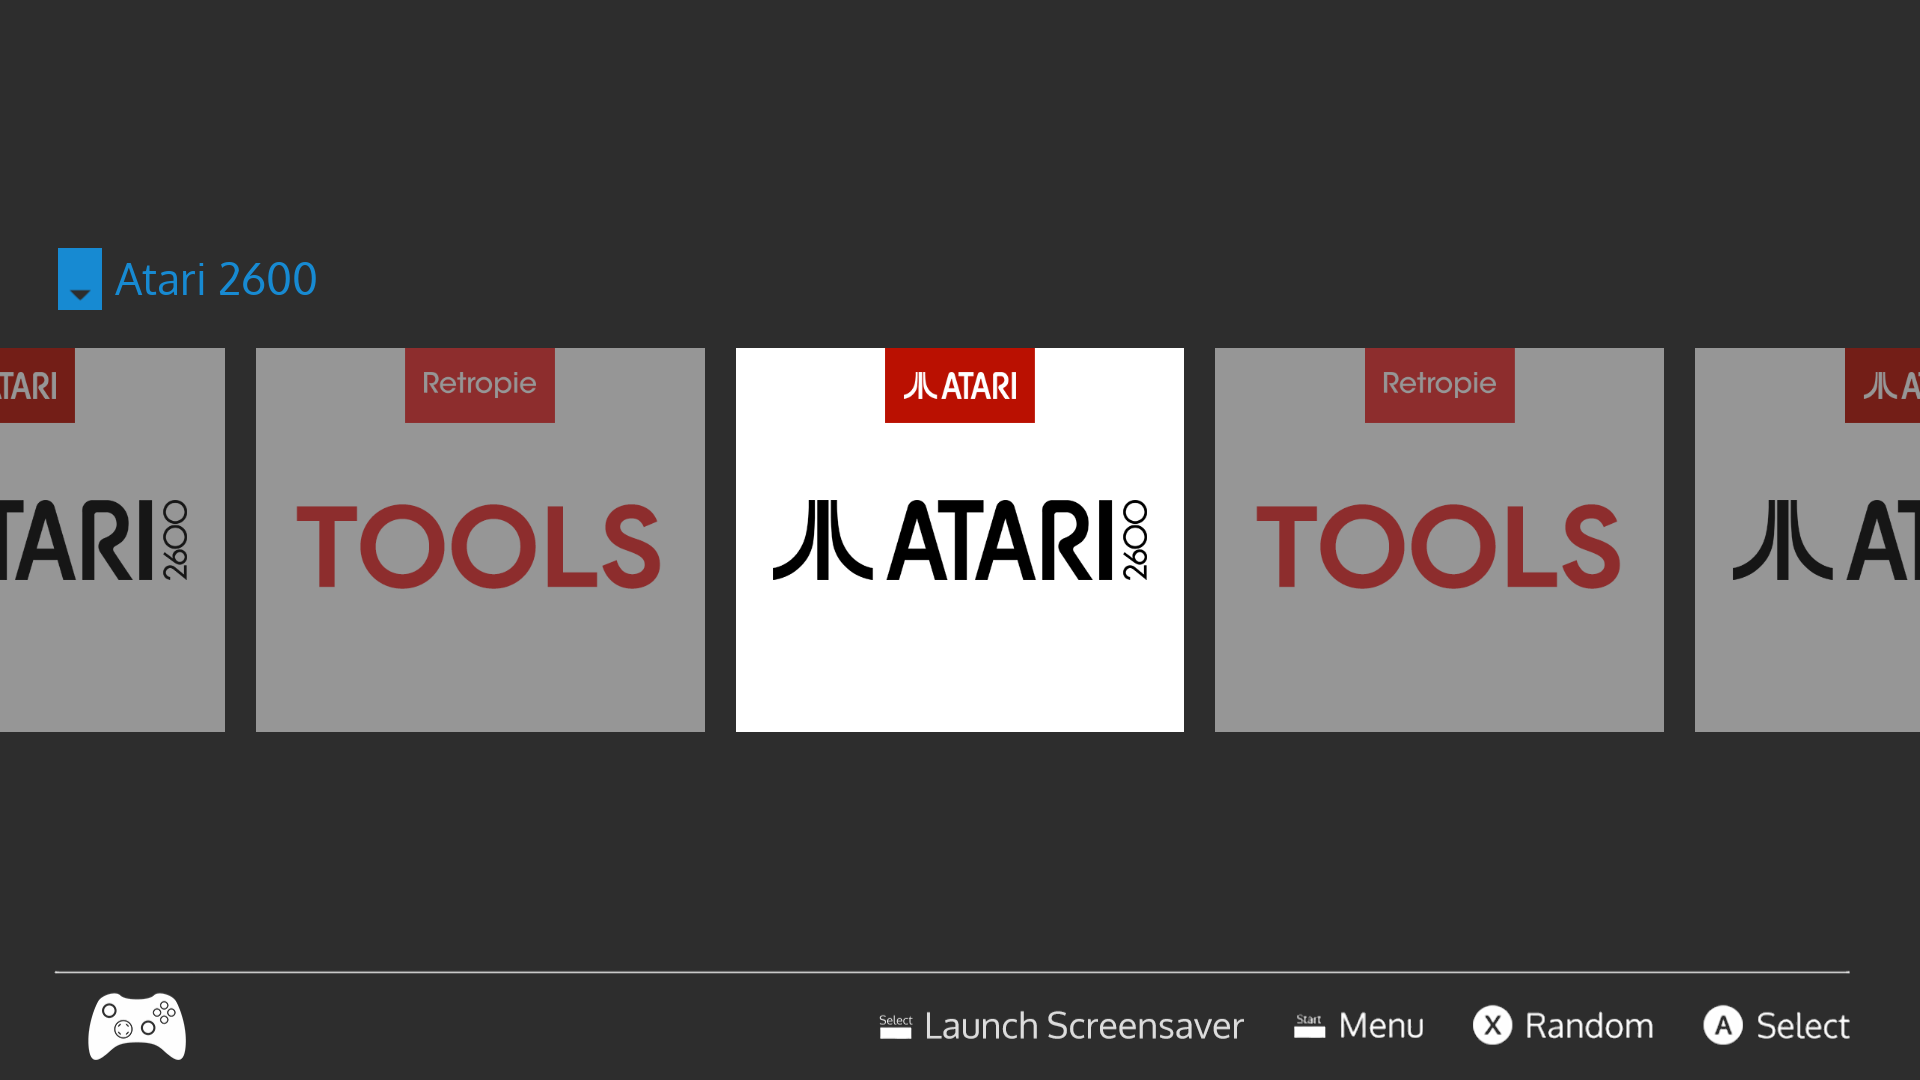 Atari 2600
TARI
Retropie
ATARI
Retropie
A
TARI 2600
TOOLS
ATARI 2600
TOOLS
AT
Select Launch Screensaver
Start Menu
X Random
A Select